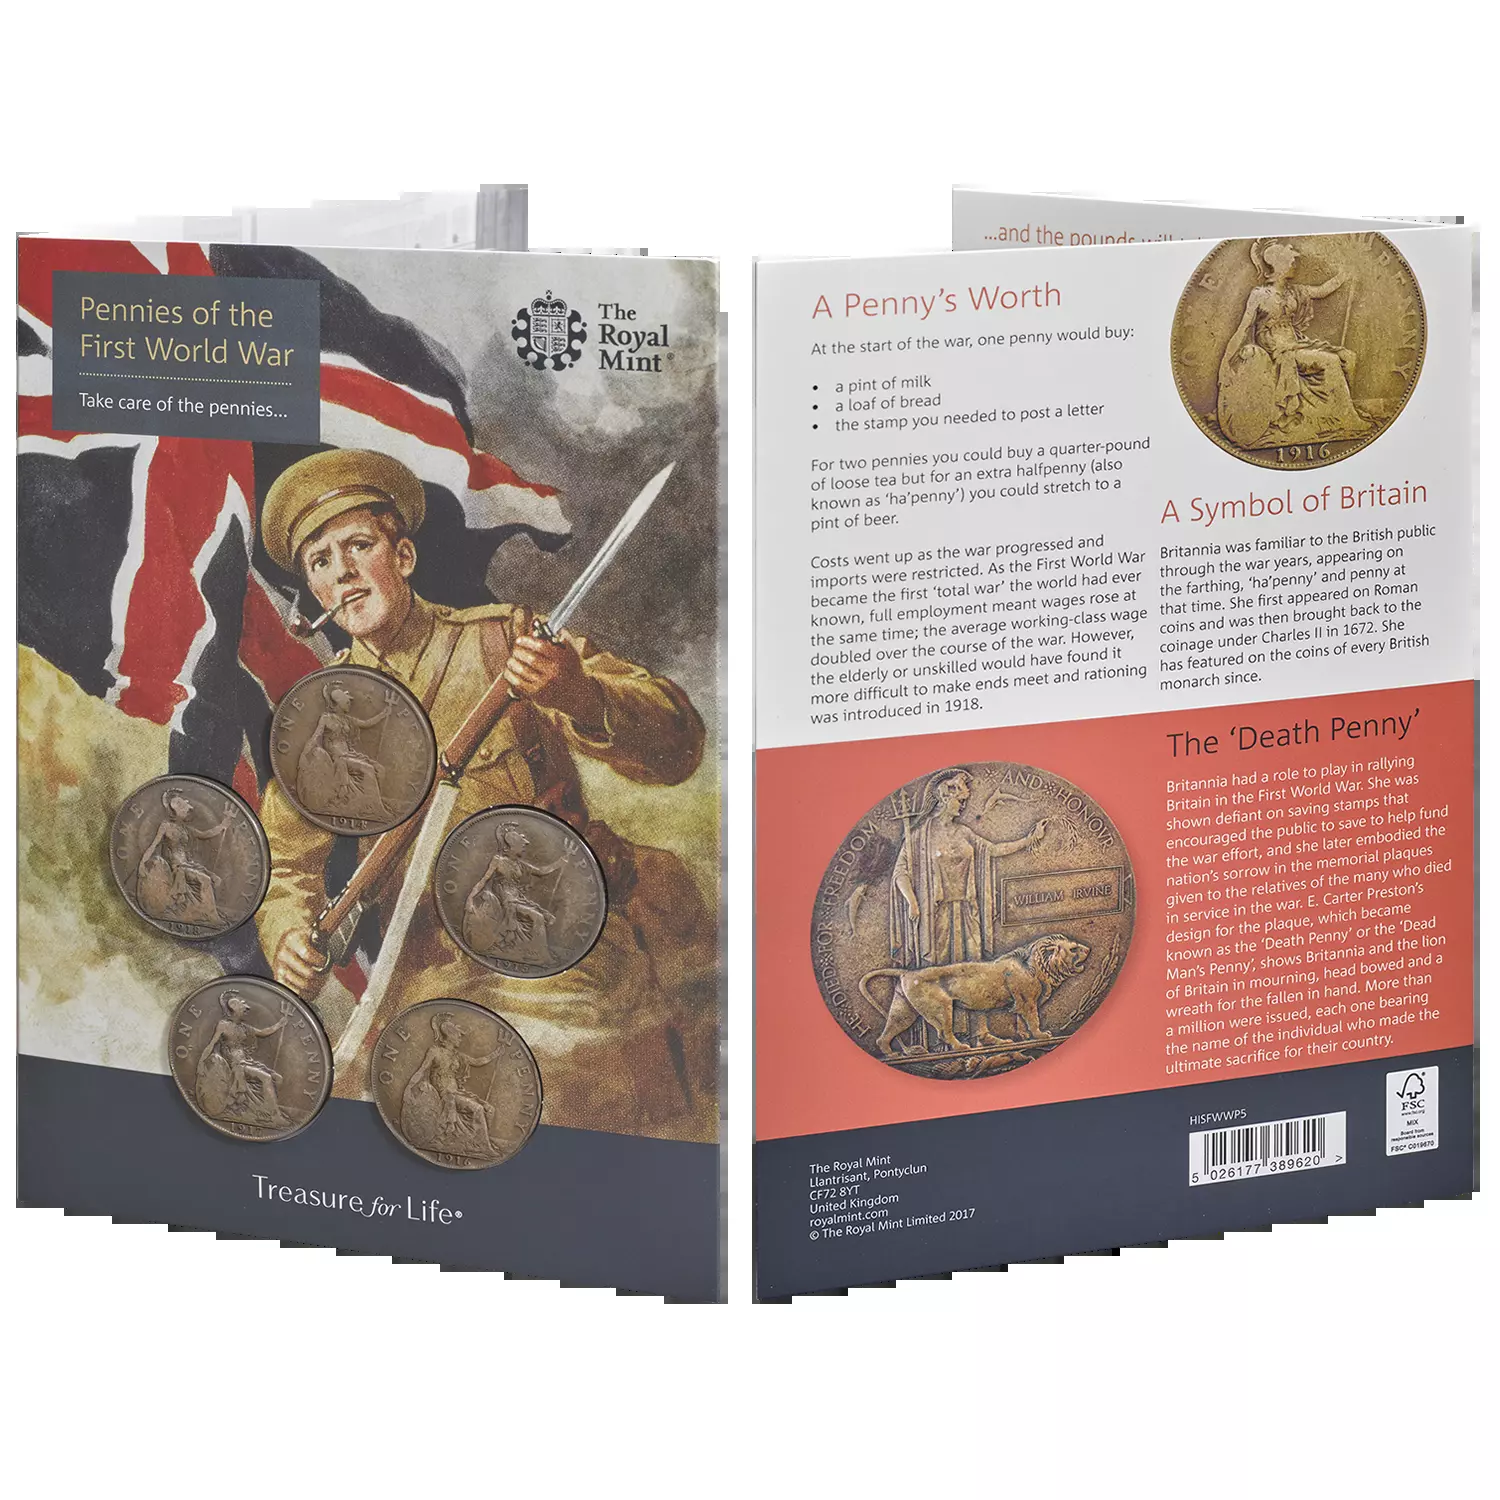 Pennies of the
First World War
Take care of the pennies...
The
Royal
Mint®
ONE PENNY
1914
ONE PENNY
1918
ONE PENNY
ONE PENNY
1917
ONE PENNY
1916
Treasure for Life®
...and the pounds will
A Penny's Worth
At the start of the war, one penny would buy:
• a pint of milk
• a loaf of bread
• the stamp you needed to post a letter
For two pennies you could buy a quarter-pound
of loose tea but for an extra halfpenny (also
known as 'ha'penny') you could stretch to a
pint of beer.
Costs went up as the war progressed and
imports were restricted. As the First World War
became the first 'total war' the world had ever
known, full employment meant wages rose at
the same time; the average working-class wage
doubled over the course of the war. However,
the elderly or unskilled would have found it
more difficult to make ends meet and rationing
was introduced in 1918.
ONE PENNY
1916
A Symbol of Britain
Britannia was familiar to the British public
through the war years, appearing on
the farthing, 'ha'penny' and penny at
that time. She first appeared on Roman
coins and was then brought back to the
coinage under Charles II in 1672. She
has featured on the coins of every British
monarch since.
HE·DIED·FOR·FREEDOM AND·HONOUR
WILLIAM IRVINE
The 'Death Penny'
Britannia had a role to play in rallying
Britain in the First World War. She was
shown defiant on saving stamps that
encouraged the public to save to help fund
the war effort, and she later embodied the
nation's sorrow in the memorial plaques
given to the relatives of the many who died
in service in the war. E. Carter Preston's
design for the plaque, which became
known as the 'Death Penny' or the 'Dead
Man's Penny', shows Britannia and the lion
of Britain in mourning, head bowed and a
wreath for the fallen in hand. More than
a million were issued, each one bearing
the name of the individual who made the
ultimate sacrifice for their country.
The Royal Mint
Llantrisant, Pontyclun
CF72 8YT
United Kingdom
royalmint.com
© The Royal Mint Limited 2017
HISFWWP5
5 026177 389620 >
FSC
www.fsc.org
MIX
Board from
responsible sources
FSC® C019670